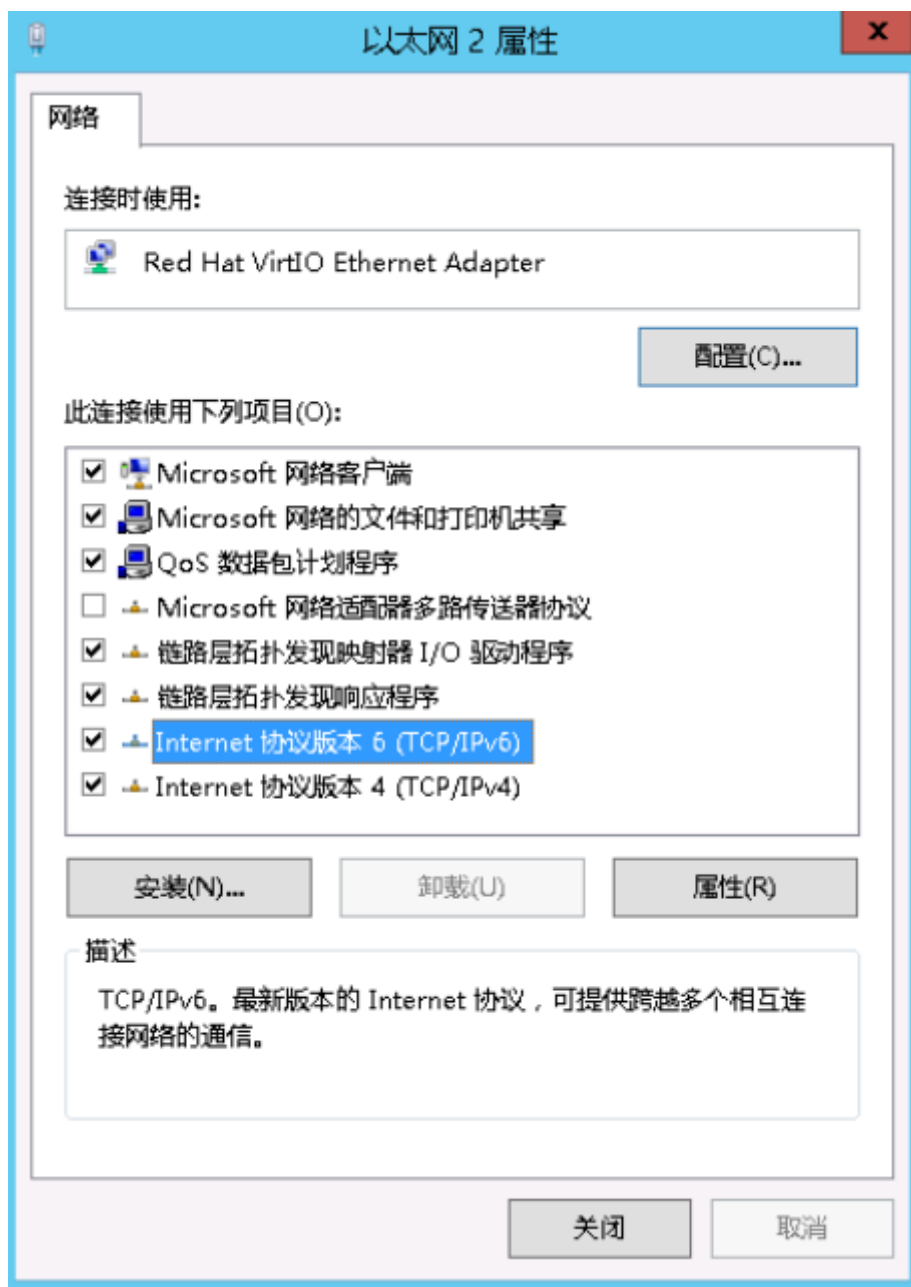 以太网 2 属性
网络
连接时使用:
Red Hat VirtIO Ethernet Adapter
配置(C)...
此连接使用下列项目(O):
Microsoft 网络客户端
Microsoft 网络的文件和打印机共享
QoS 数据包计划程序
Microsoft 网络适配器多路传送器协议
链路层拓扑发现映射器 I/O 驱动程序
链路层拓扑发现响应程序
Internet 协议版本 6 (TCP/IPv6)
Internet 协议版本 4 (TCP/IPv4)
安装(N)...
卸载(U)
属性(R)
描述
TCP/IPv6。最新版本的 Internet 协议，可提供跨越多个相互连
接网络的通信。
关闭
取消